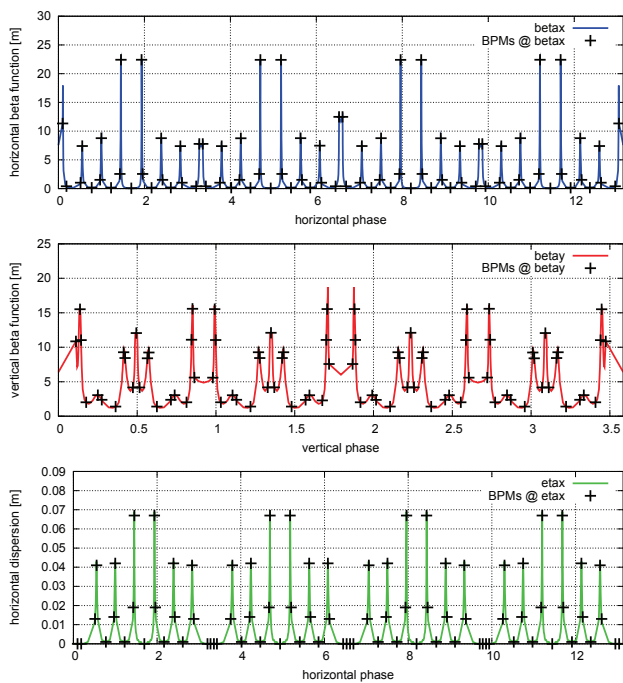 30
25
20
15
10
5
0
horizontal beta function [m]
betax
BPMs @ betax
0 2 4 6 8 10 12
horizontal phase
25
20
15
10
5
0
vertical beta function [m]
betay
BPMs @ betay
0.5 1 1.5 2 2.5 3 3.5
vertical phase
0.09
0.08
0.07
0.06
0.05
0.04
0.03
0.02
0.01
0
horizontal dispersion [m]
etax
BPMs @ etax
0 2 4 6 8 10 12
horizontal phase